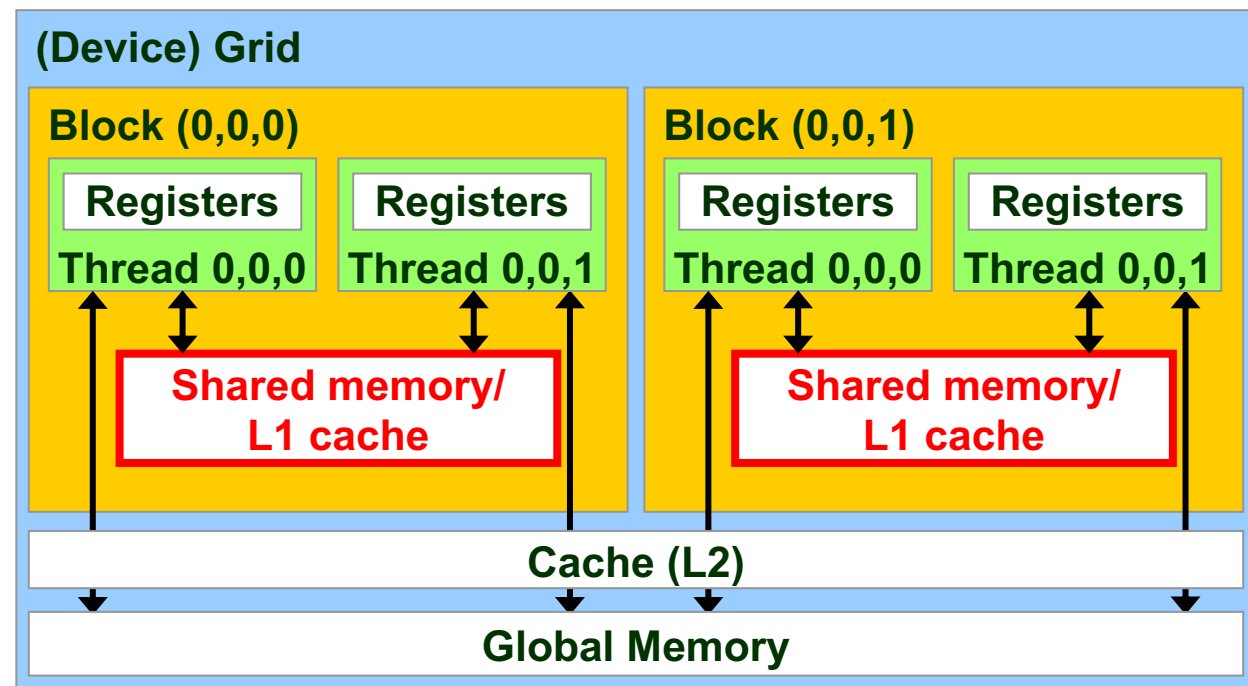 (Device) Grid
Block (0,0,0)
Registers
Thread 0,0,0
Registers
Thread 0,0,1
Shared memory/
L1 cache
Block (0,0,1)
Registers
Thread 0,0,0
Registers
Thread 0,0,1
Shared memory/
L1 cache
Cache (L2)
Global Memory